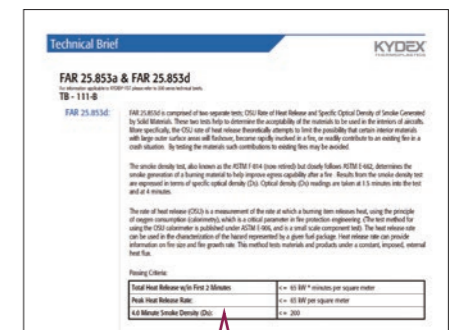 Technical Brief
KYDEX
THERMOPLASTICS
FAR 25.853a & FAR 25.853d
TB - 111-B
FAR 25.853d:
FAR 25.853d is comprised of two separate tests; OSU Rate of Heat Release and Specific Optical Density of Smoke Generated
by Solid Materials. These two tests help to determine the acceptability of the materials to be used in the interiors of aircrafts.
More specifically, the OSU rate of heat release theoretically attempts to limit the possibility that certain interior materials
with large outer surface areas will flashover, become rapidly involved in a fire, or readily contribute to an existing fire in a
crash situation. By testing the materials such contributions to existing fires may be avoided.
The smoke density test, also known as the ASTM F-814 (now retired) but closely follows ASTM E-662, determines the
smoke generation of a burning material to help improve egress capability after a fire. Results from the smoke density test
are expressed in terms of specific optical density (Ds). Optical density (Ds) readings are taken at 1.5 minutes into the test
and at 4 minutes.
The rate of heat release (OSU) is a measurement of the rate at which a burning item releases heat, using the principle
of oxygen consumption (calorimetry), which is a critical parameter in fire protection engineering. (The test method for
using the OSU calorimeter is published under ASTM E-906, and is a small scale component test). The heat release rate
can be used in the characterization of the hazard represented by a given fuel package. Heat release rate can provide
information on fire size and fire growth rate. This method tests materials and products under a constant, imposed, external
heat flux.
Passing Criteria:
Total Heat Release w/in First 2 Minutes <= 65 kW * minutes per square meter
Peak Heat Release Rate: <= 65 kW per square meter
4.0 Minute Smoke Density (Ds): <= 200